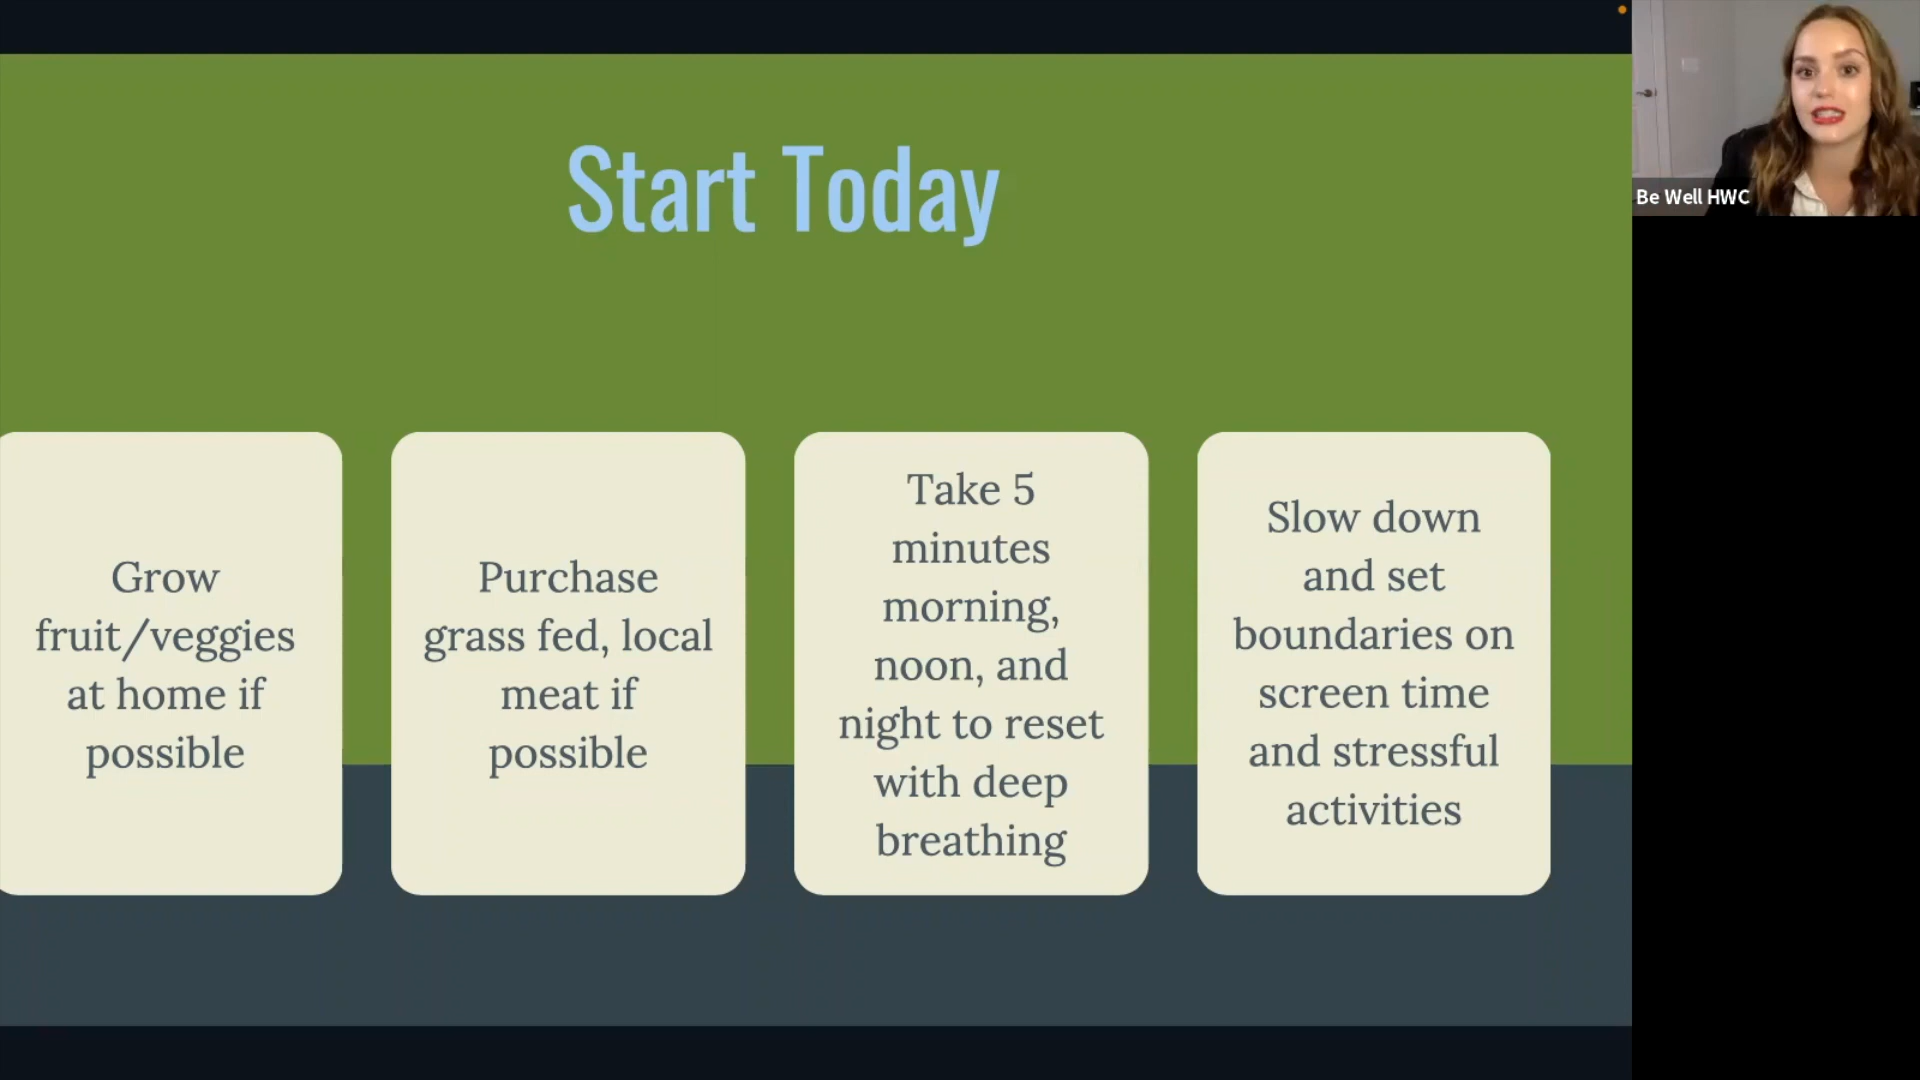 Start Today
Grow
fruit/veggies
at home if
possible
Purchase
grass fed, local
meat if
possible
Take 5
minutes
morning,
noon, and
night to reset
with deep
breathing
Slow down
and set
boundaries on
screen time
and stressful
activities
Be Well HWC